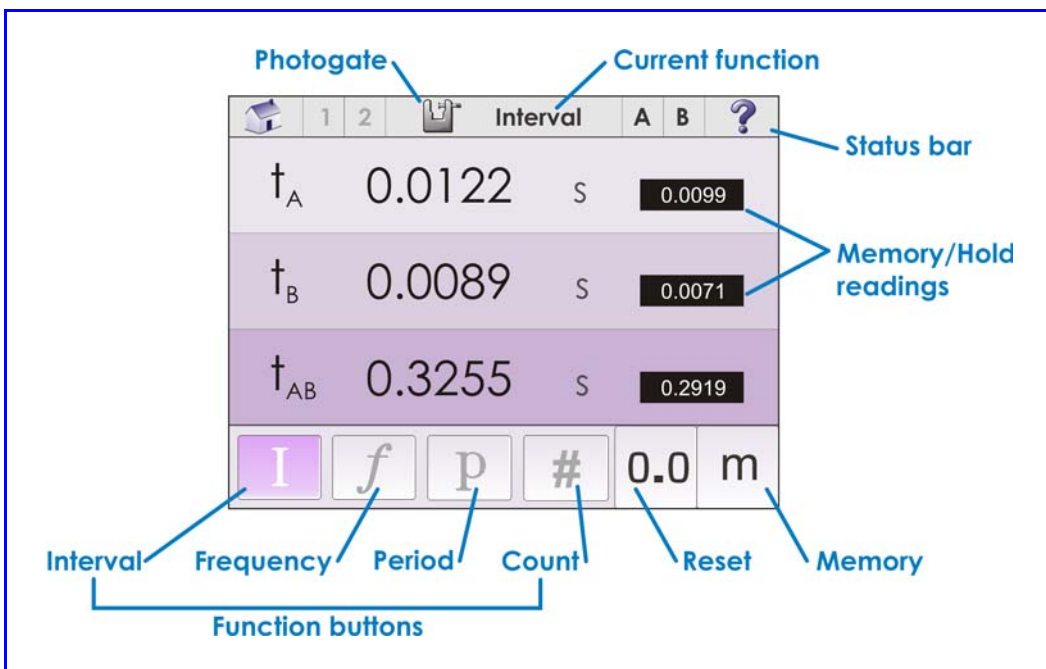 Photogate Current function
1 2 Interval A B ?
Status bar
tA 0.0122 s 0.0099
tB 0.0089 s 0.0071
Memory/Hold
readings
tAB 0.3255 s 0.2919
I f p # 0.0 m
Interval Frequency Period Count Reset Memory
Function buttons